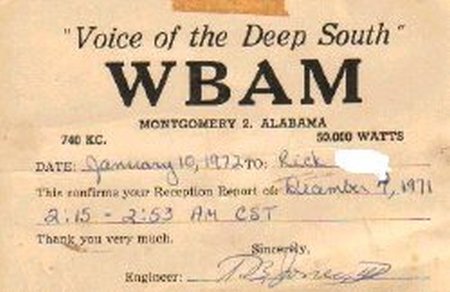 "Voice of the Deep South"
WBAM
MONTGOMERY 2, ALABAMA
740 KC. 50,000 WATTS
DATE: January 10, 1972 TO: Rick
This confirms your Reception Report of: December 7, 1971
2:15 - 2:53 AM CST
Thank you very much.
Sincerely,
Engineer: